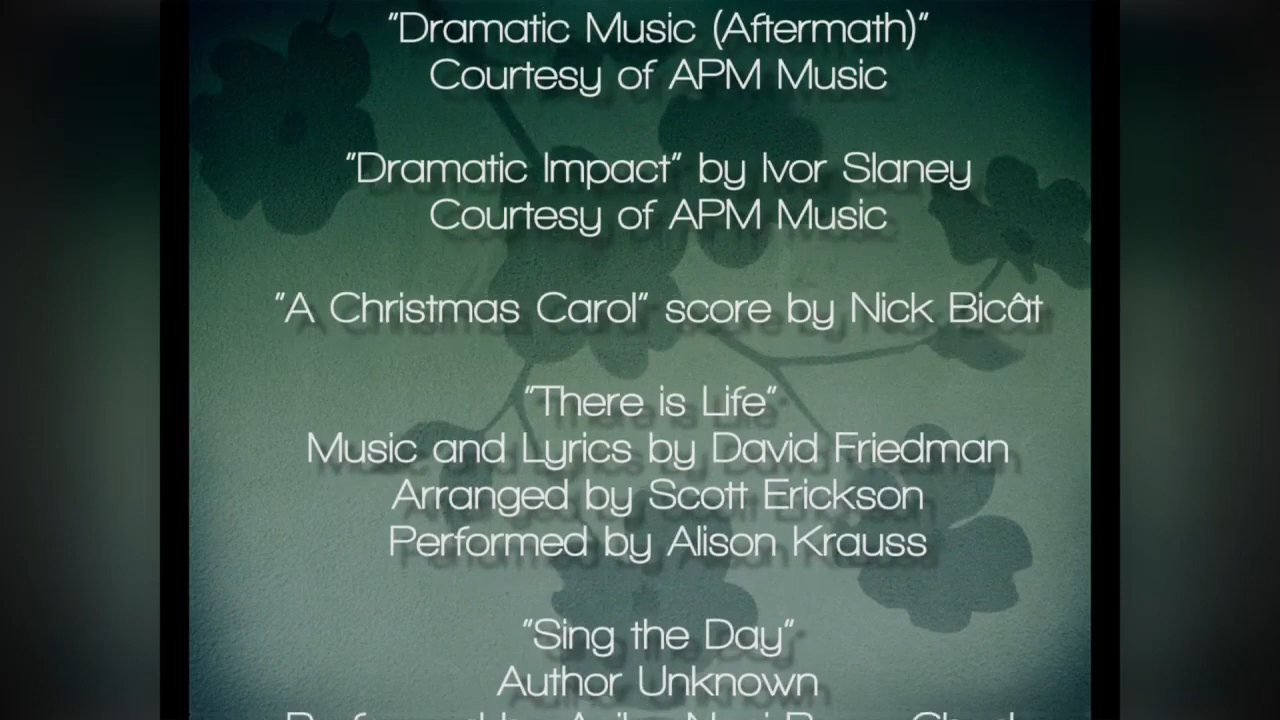 "Dramatic Music (Aftermath)"
Courtesy of APM Music
"Dramatic Impact" by Ivor Slaney
Courtesy of APM Music
"A Christmas Carol" score by Nick Bicât
"There is Life"
Music and Lyrics by David Friedman
Arranged by Scott Erickson
Performed by Alison Krauss
"Sing the Day"
Author Unknown
Performed by